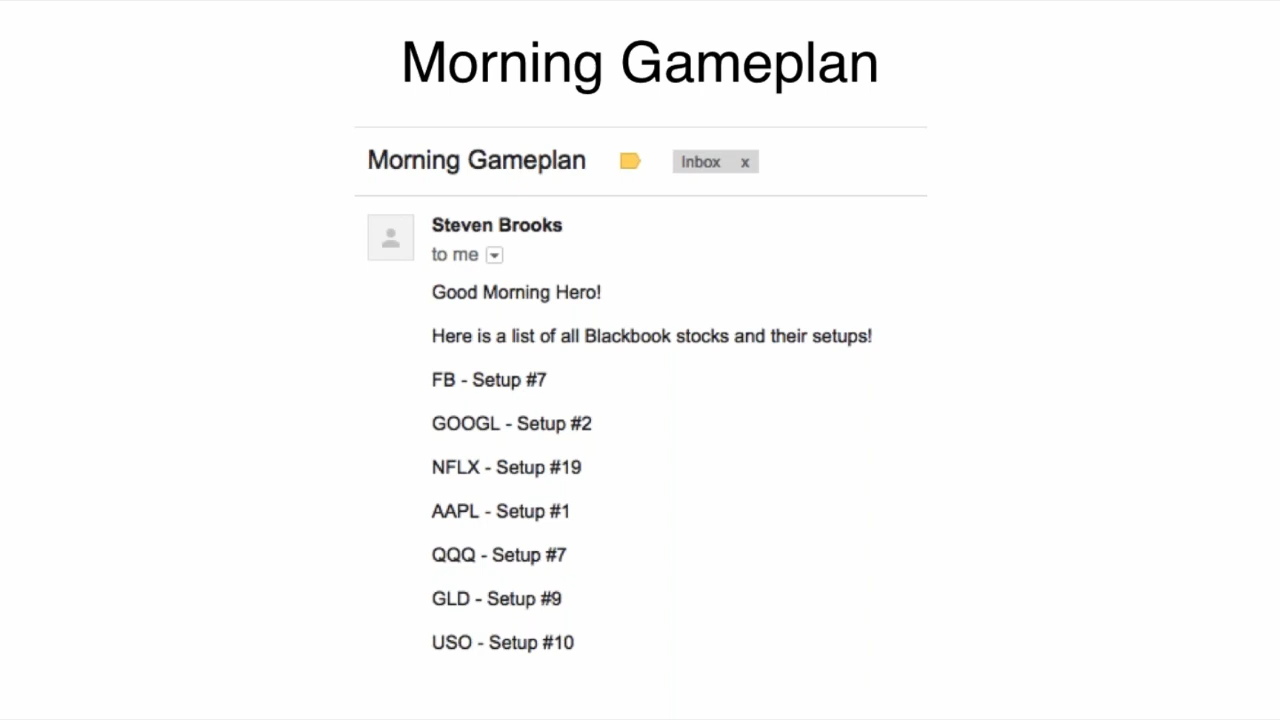 Morning Gameplan
Morning Gameplan Inbox x
Steven Brooks
to me
Good Morning Hero!
Here is a list of all Blackbook stocks and their setups!
FB - Setup #7
GOOGL - Setup #2
NFLX - Setup #19
AAPL - Setup #1
QQQ - Setup #7
GLD - Setup #9
USO - Setup #10